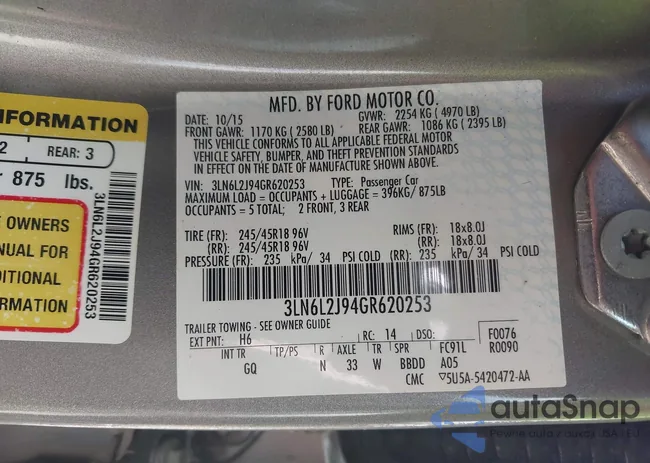 INFORMATION
2 REAR: 3
r 875 lbs.
E OWNERS
NUAL FOR
DITIONAL
RMATION
3LN6L2J94GR620253
MFD. BY FORD MOTOR CO.
DATE: 10/15 GVWR: 2254 KG ( 4970 LB)
FRONT GAWR: 1170 KG ( 2580 LB) REAR GAWR: 1086 KG ( 2395 LB)
THIS VEHICLE CONFORMS TO ALL APPLICABLE FEDERAL MOTOR
VEHICLE SAFETY, BUMPER, AND THEFT PREVENTION STANDARDS
IN EFFECT ON THE DATE OF MANUFACTURE SHOWN ABOVE.
VIN: 3LN6L2J94GR620253 TYPE: Passenger Car
MAXIMUM LOAD = OCCUPANTS + LUGGAGE = 396KG/ 875LB
OCCUPANTS = 5 TOTAL; 2 FRONT, 3 REAR
TIRE (FR): 245/45R18 96V RIMS (FR): 18x8.0J
(RR): 245/45R18 96V (RR): 18x8.0J
PRESSURE (FR): 235 kPa/ 34 PSI COLD (RR): 235 kPa/ 34 PSI COLD
3LN6L2J94GR620253
TRAILER TOWING - SEE OWNER GUIDE
EXT PNT: H6 RC: 14 DSO: F0076
INT TR TP/PS R AXLE TR SPR FC91L R0090
GQ N 33 W BBDD A05
CMC 5U5A-5420472-AA
autaSnap